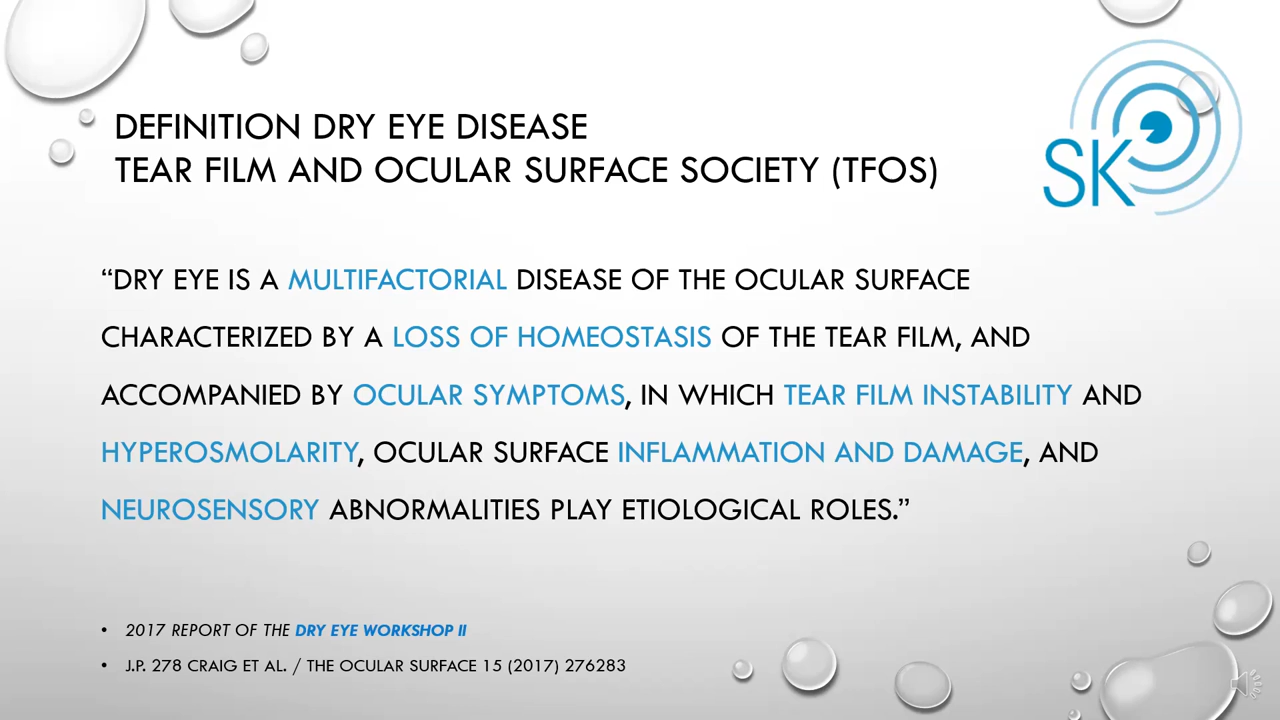 DEFINITION DRY EYE DISEASE
TEAR FILM AND OCULAR SURFACE SOCIETY (TFOS)
SK
“DRY EYE IS A MULTIFACTORIAL DISEASE OF THE OCULAR SURFACE
CHARACTERIZED BY A LOSS OF HOMEOSTASIS OF THE TEAR FILM, AND
ACCOMPANIED BY OCULAR SYMPTOMS, IN WHICH TEAR FILM INSTABILITY AND
HYPEROSMOLARITY, OCULAR SURFACE INFLAMMATION AND DAMAGE, AND
NEUROSENSORY ABNORMALITIES PLAY ETIOLOGICAL ROLES.”
• 2017 REPORT OF THE DRY EYE WORKSHOP II
• J.P. 278 CRAIG ET AL. / THE OCULAR SURFACE 15 (2017) 276283